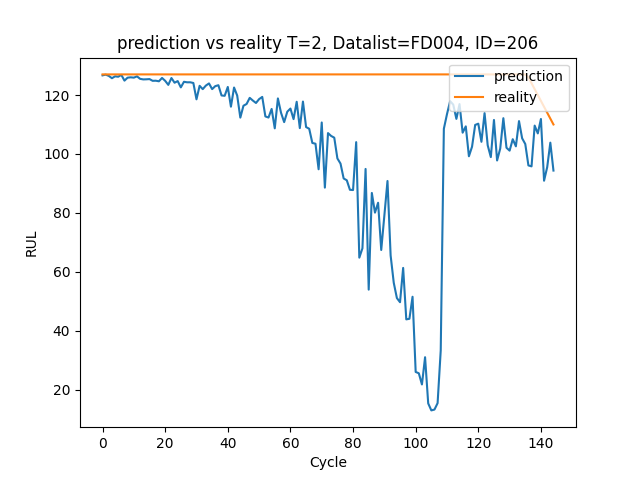 prediction vs reality T=2, Datalist=FD004, ID=206
prediction
reality
120
100
80
60
40
20
RUL
0 20 40 60 80 100 120 140
Cycle